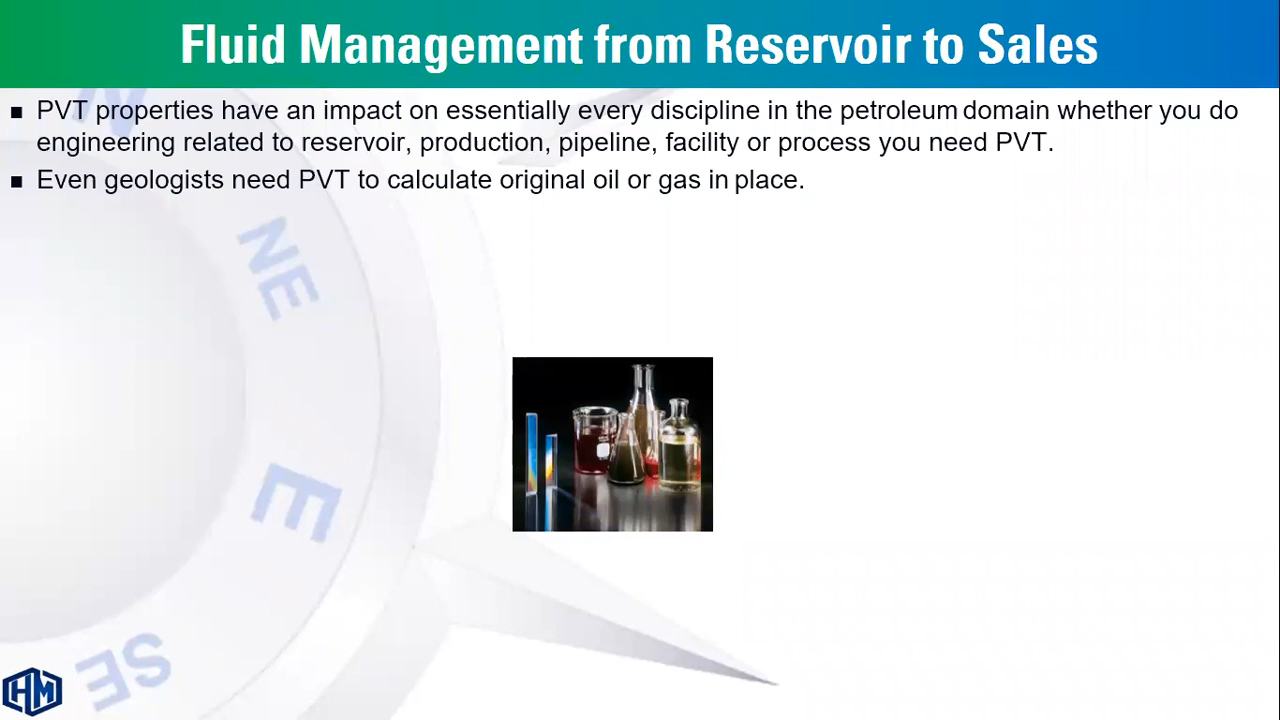 Fluid Management from Reservoir to Sales
▪ PVT properties have an impact on essentially every discipline in the petroleum domain whether you do
engineering related to reservoir, production, pipeline, facility or process you need PVT.
▪ Even geologists need PVT to calculate original oil or gas in place.
N
NE
E
SE
HM